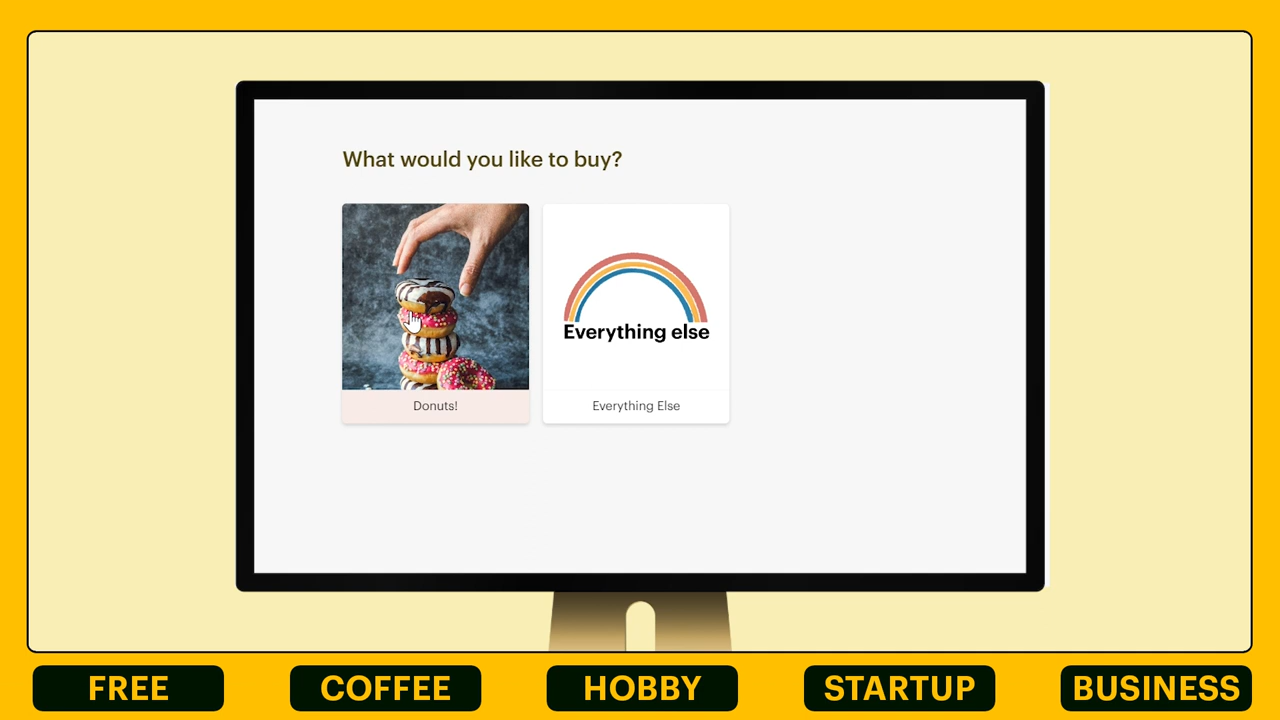 What would you like to buy?
Everything else
Donuts!
Everything Else
FREE
COFFEE
HOBBY
STARTUP
BUSINESS